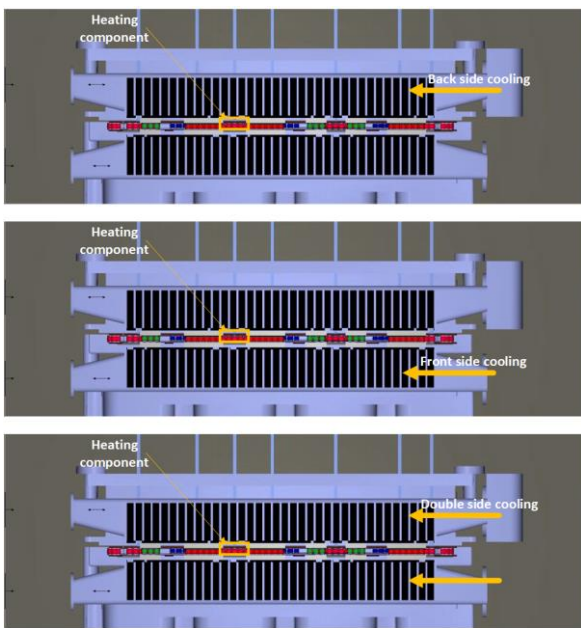 Heating
component
Back side cooling
Heating
component
Front side cooling
Heating
component
Double side cooling